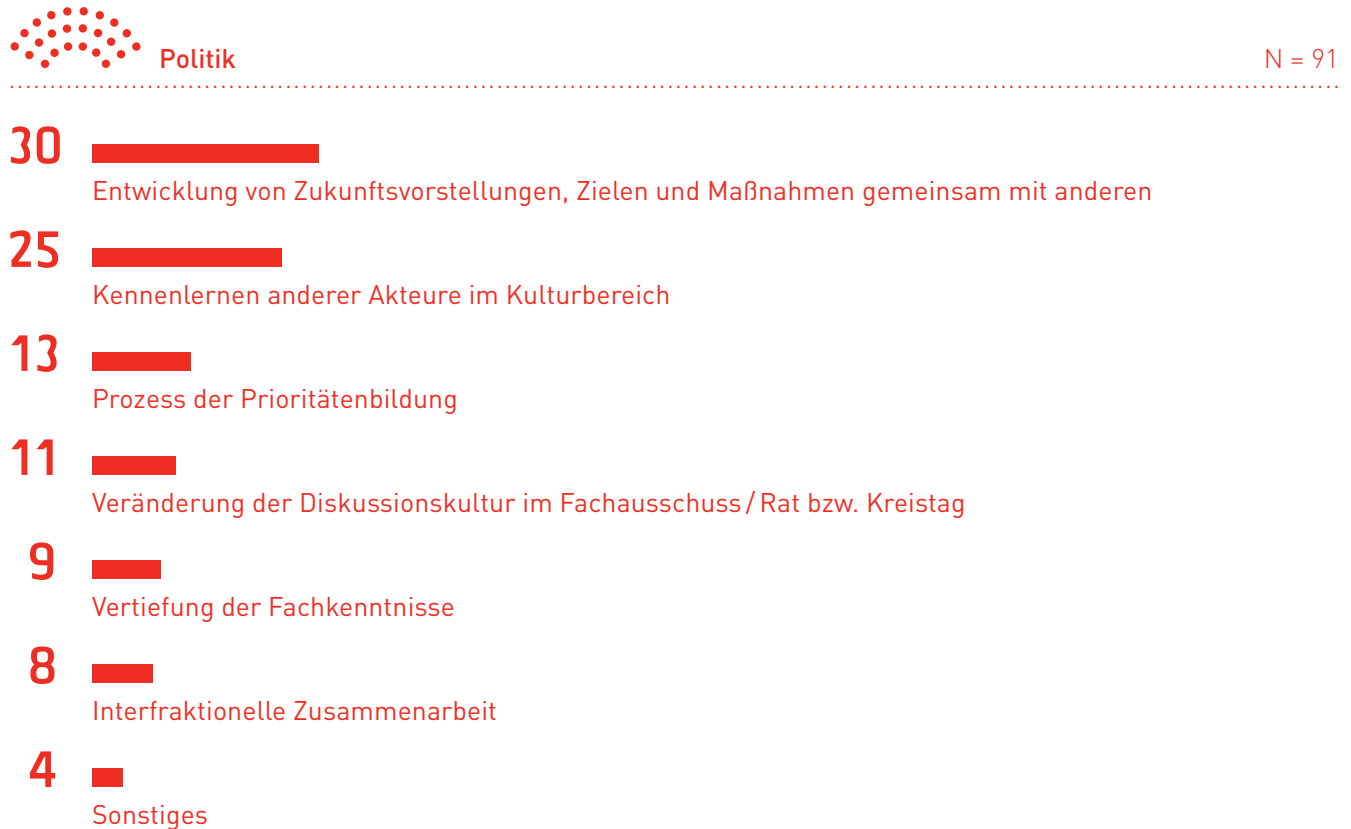 Politik
N = 91
30
Entwicklung von Zukunftsvorstellungen, Zielen und Maßnahmen gemeinsam mit anderen
25
Kennenlernen anderer Akteure im Kulturbereich
13
Prozess der Prioritätenbildung
11
Veränderung der Diskussionskultur im Fachausschuss / Rat bzw. Kreistag
9
Vertiefung der Fachkenntnisse
8
Interfraktionelle Zusammenarbeit
4
Sonstiges